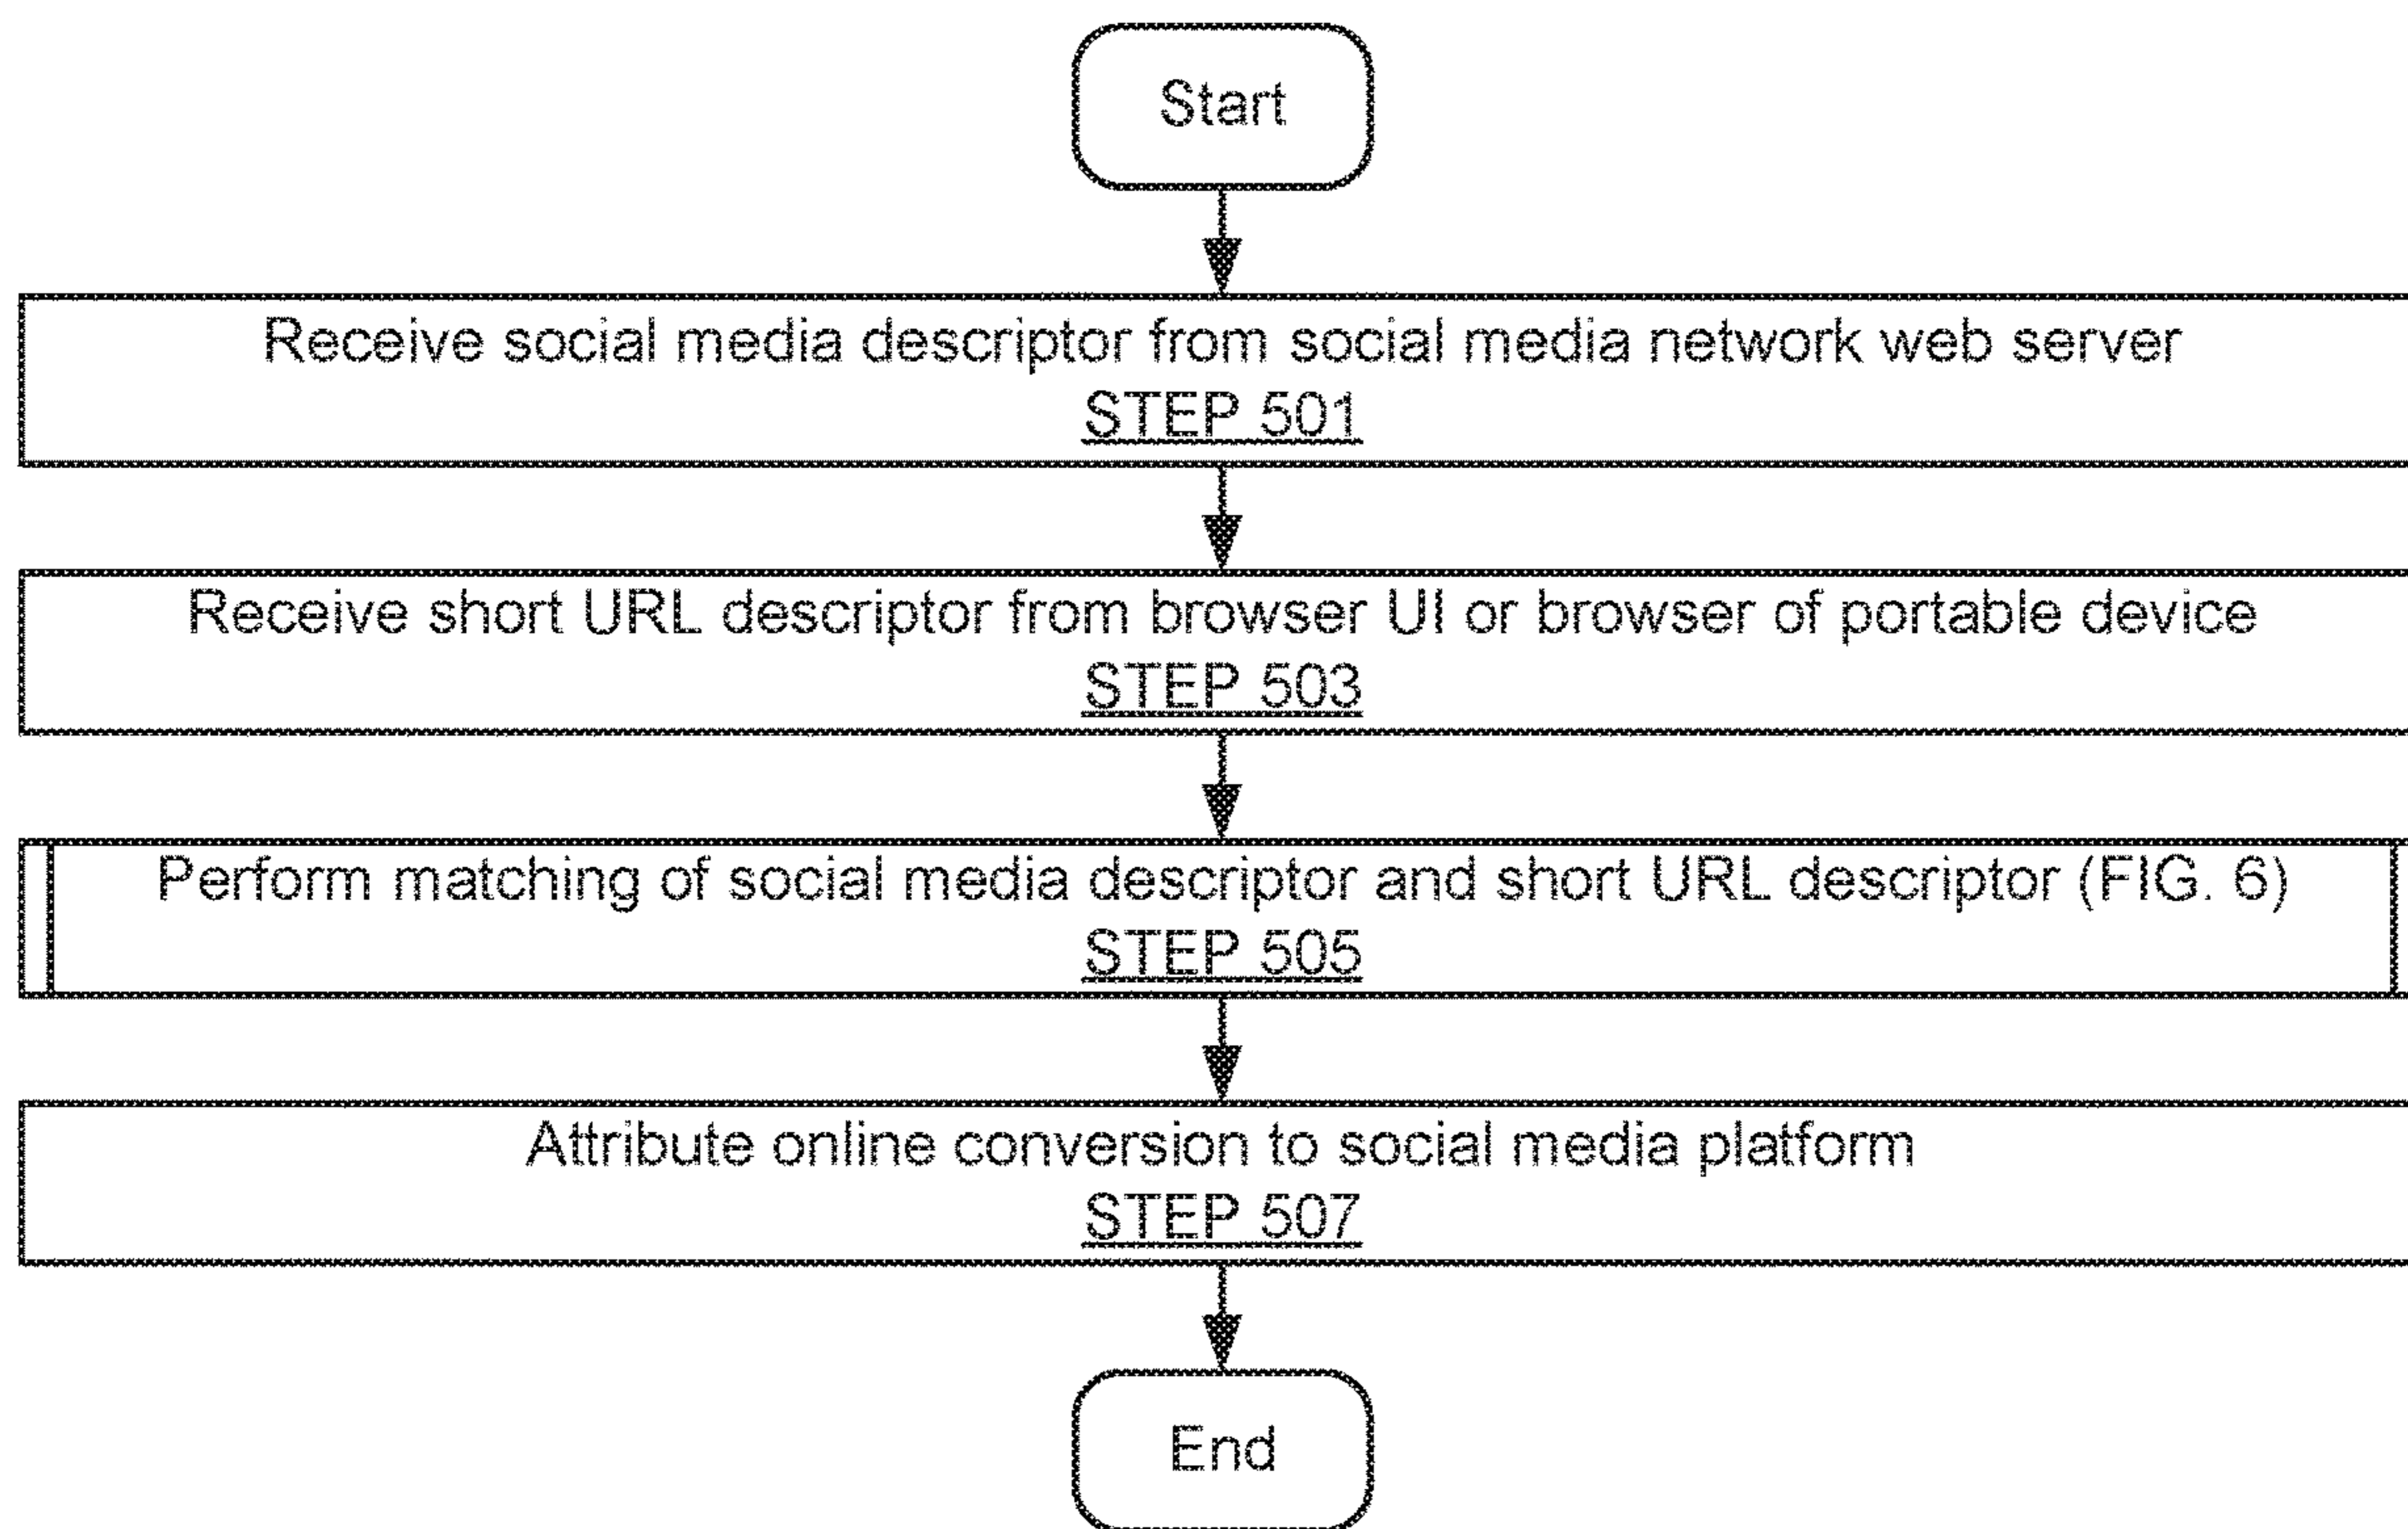 Start
Receive social media descriptor from social media network web server
STEP 501
Receive short URL descriptor from browser UI or browser of portable device
STEP 503
Perform matching of social media descriptor and short URL descriptor (FIG. 6)
STEP 505
Attribute online conversion to social media platform
STEP 507
End